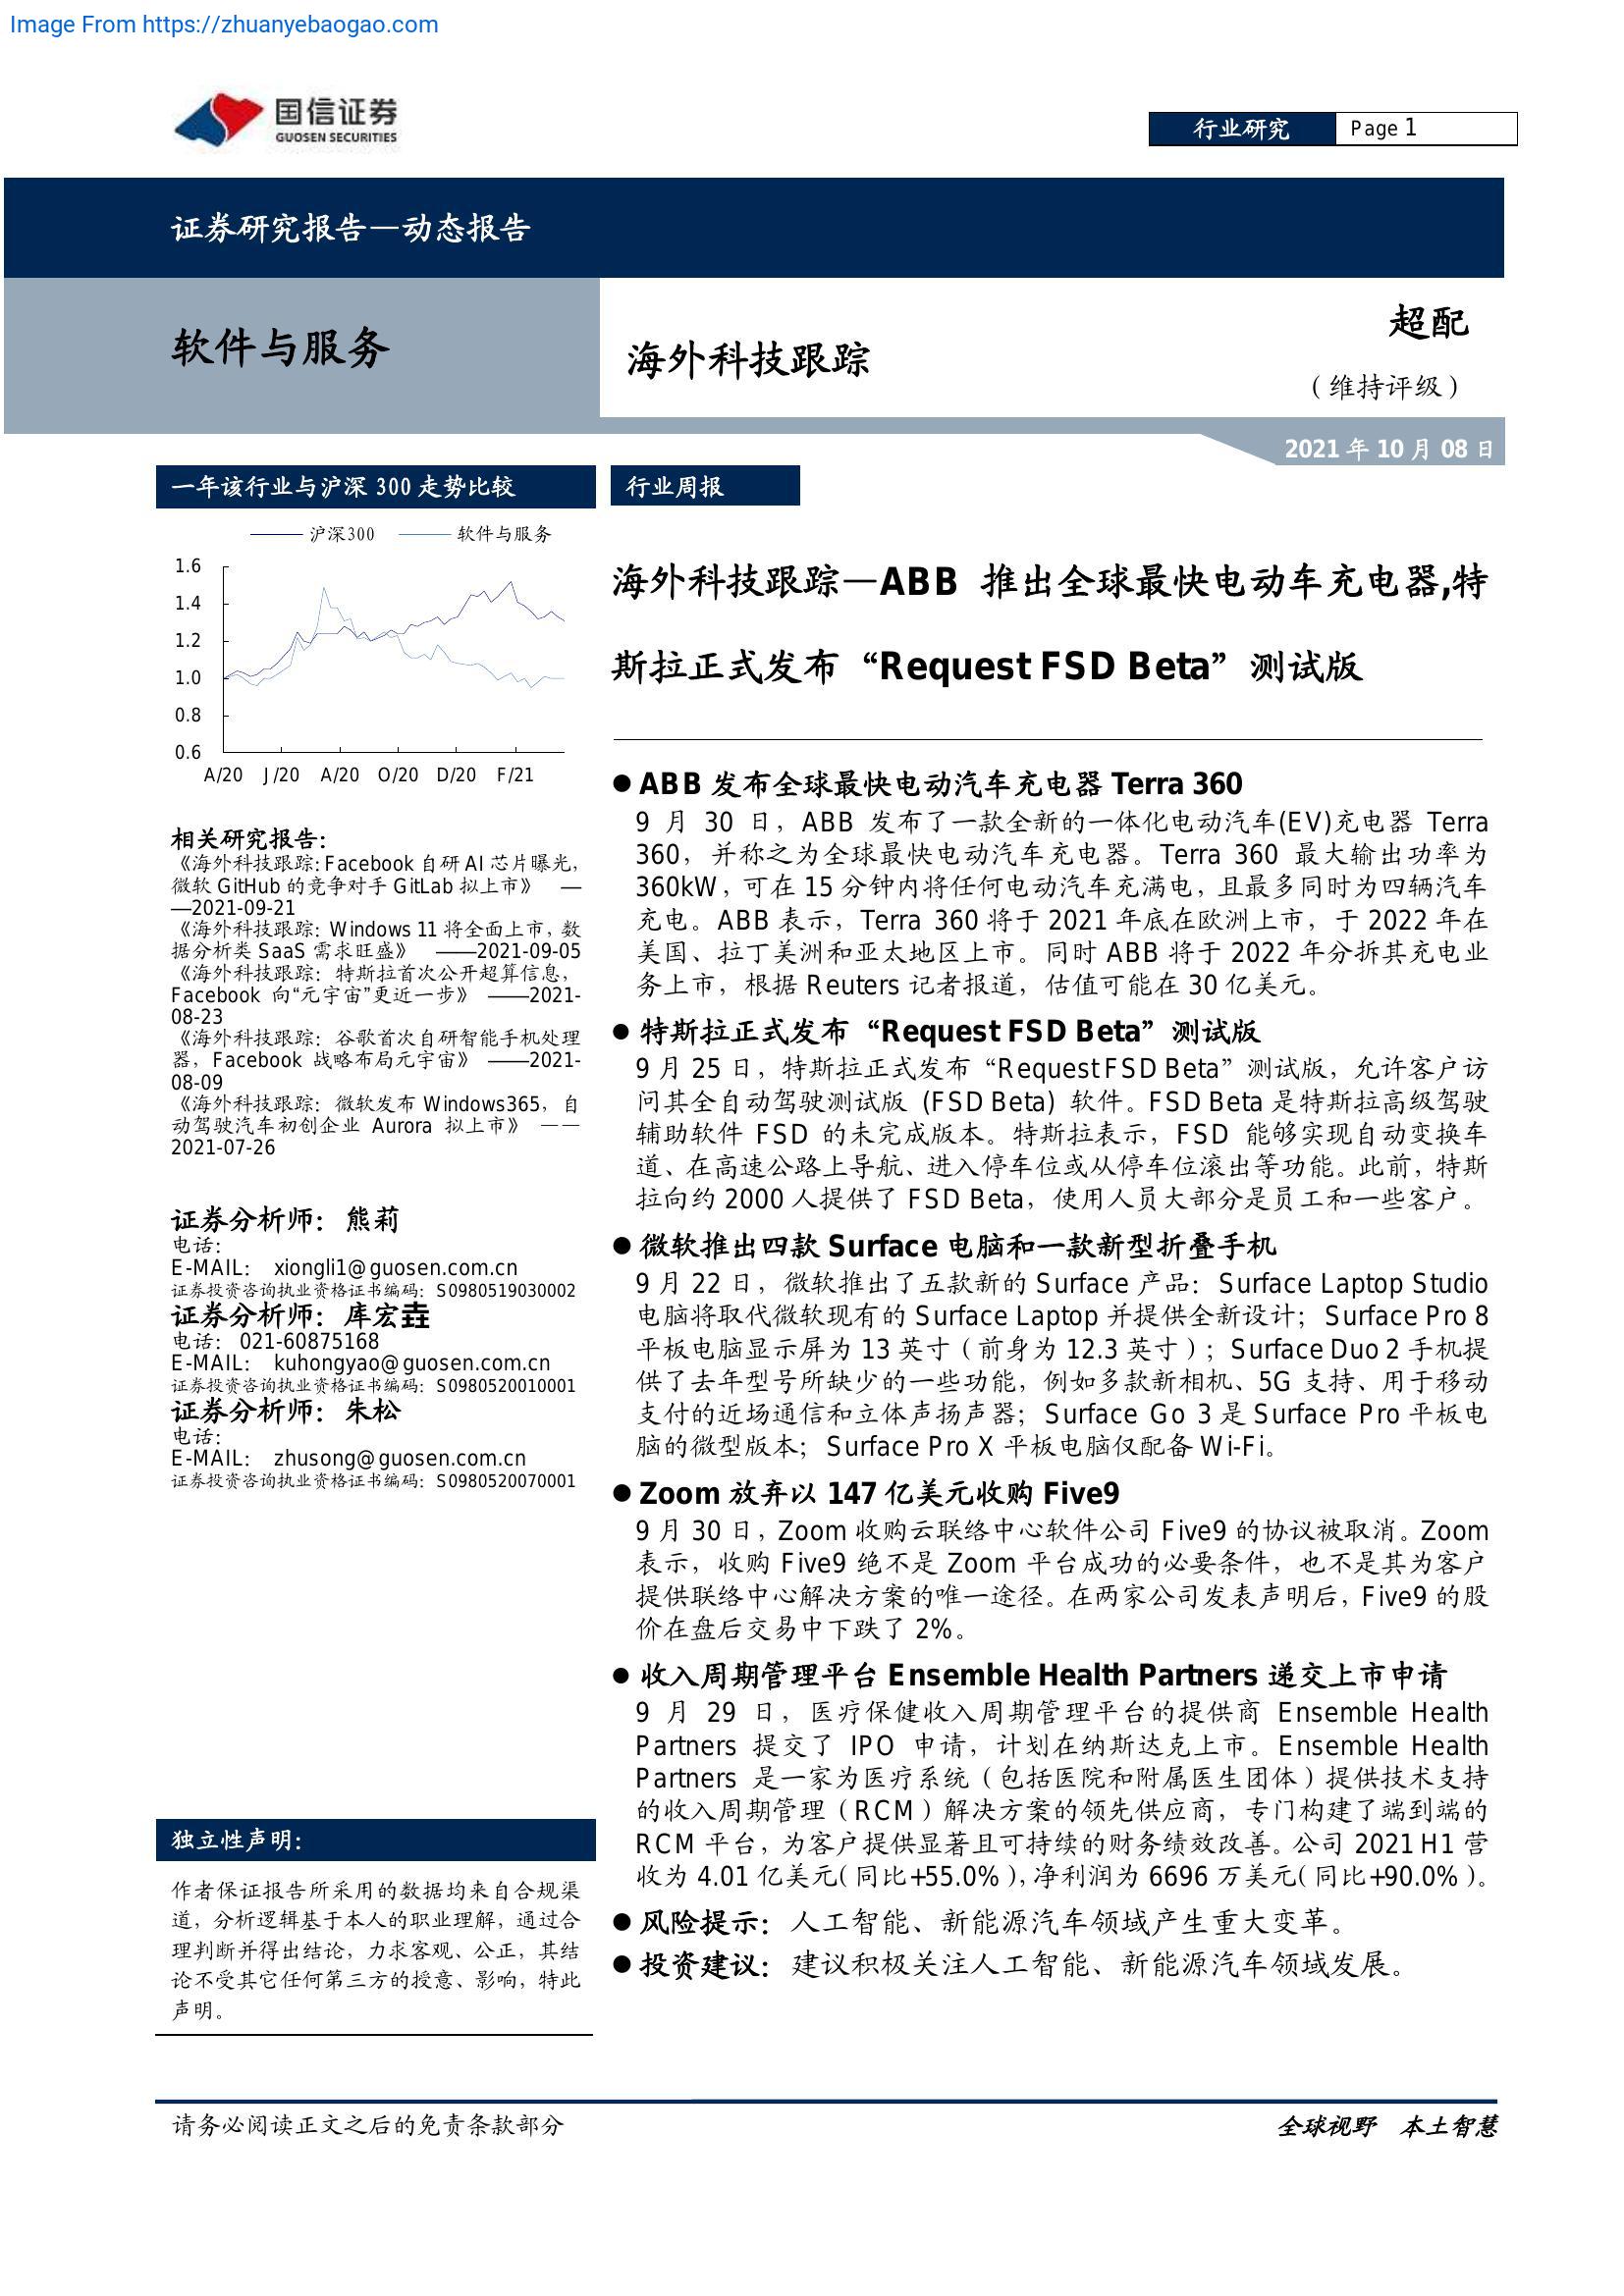 Image From https://zhuanyebaogao.com
国信证券
GUOSEN SECURITIES
行业研究
Page 1
证券研究报告—动态报告
软件与服务
海外科技跟踪
超配
（维持评级）
2021 年 10 月 08 日
一年该行业与沪深 300 走势比较
沪深300 软件与服务
1.6
1.4
1.2
1.0
0.8
0.6
A/20 J/20 A/20 O/20 D/20 F/21
相关研究报告：
《海外科技跟踪：Facebook 自研 AI 芯片曝光，
微软 GitHub 的竞争对手 GitLab 拟上市》 —
—2021-09-21
《海外科技跟踪：Windows 11 将全面上市，数
据分析类 SaaS 需求旺盛》 ——2021-09-05
《海外科技跟踪：特斯拉首次公开超算信息，
Facebook 向“元宇宙”更近一步》 ——2021-
08-23
《海外科技跟踪：谷歌首次自研智能手机处理
器，Facebook 战略布局元宇宙》 ——2021-
08-09
《海外科技跟踪：微软发布 Windows365，自
动驾驶汽车初创企业 Aurora 拟上市》 ——
2021-07-26
证券分析师：熊莉
电话：
E-MAIL： xiongli1@guosen.com.cn
证券投资咨询执业资格证书编码：S0980519030002
证券分析师：库宏垚
电话： 021-60875168
E-MAIL： kuhongyao@guosen.com.cn
证券投资咨询执业资格证书编码：S0980520010001
证券分析师：朱松
电话：
E-MAIL： zhusong@guosen.com.cn
证券投资咨询执业资格证书编码：S0980520070001
独立性声明：
作者保证报告所采用的数据均来自合规渠
道，分析逻辑基于本人的职业理解，通过合
理判断并得出结论，力求客观、公正，其结
论不受其它任何第三方的授意、影响，特此
声明。
行业周报
海外科技跟踪—ABB 推出全球最快电动车充电器,特
斯拉正式发布“Request FSD Beta”测试版
● ABB 发布全球最快电动汽车充电器 Terra 360
9 月 30 日，ABB 发布了一款全新的一体化电动汽车(EV)充电器 Terra
360，并称之为全球最快电动汽车充电器。Terra 360 最大输出功率为
360kW，可在 15 分钟内将任何电动汽车充满电，且最多同时为四辆汽车
充电。ABB 表示，Terra 360 将于 2021 年底在欧洲上市，于 2022 年在
美国、拉丁美洲和亚太地区上市。同时 ABB 将于 2022 年分拆其充电业
务上市，根据 Reuters 记者报道，估值可能在 30 亿美元。
● 特斯拉正式发布“Request FSD Beta”测试版
9 月 25 日，特斯拉正式发布“Request FSD Beta”测试版，允许客户访
问其全自动驾驶测试版 (FSD Beta) 软件。FSD Beta 是特斯拉高级驾驶
辅助软件 FSD 的未完成版本。特斯拉表示，FSD 能够实现自动变换车
道、在高速公路上导航、进入停车位或从停车位滚出等功能。此前，特斯
拉向约 2000 人提供了 FSD Beta，使用人员大部分是员工和一些客户。
● 微软推出四款 Surface 电脑和一款新型折叠手机
9 月 22 日，微软推出了五款新的 Surface 产品：Surface Laptop Studio
电脑将取代微软现有的 Surface Laptop 并提供全新设计；Surface Pro 8
平板电脑显示屏为 13 英寸（前身为 12.3 英寸）；Surface Duo 2 手机提
供了去年型号所缺少的一些功能，例如多款新相机、5G 支持、用于移动
支付的近场通信和立体声扬声器；Surface Go 3 是 Surface Pro 平板电
脑的微型版本；Surface Pro X 平板电脑仅配备 Wi-Fi。
● Zoom 放弃以 147 亿美元收购 Five9
9 月 30 日，Zoom 收购云联络中心软件公司 Five9 的协议被取消。Zoom
表示，收购 Five9 绝不是 Zoom 平台成功的必要条件，也不是其为客户
提供联络中心解决方案的唯一途径。在两家公司发表声明后，Five9 的股
价在盘后交易中下跌了 2%。
● 收入周期管理平台 Ensemble Health Partners 递交上市申请
9 月 29 日，医疗保健收入周期管理平台的提供商 Ensemble Health
Partners 提交了 IPO 申请，计划在纳斯达克上市。Ensemble Health
Partners 是一家为医疗系统（包括医院和附属医生团体）提供技术支持
的收入周期管理（RCM）解决方案的领先供应商，专门构建了端到端的
RCM 平台，为客户提供显著且可持续的财务绩效改善。公司 2021 H1 营
收为 4.01 亿美元(同比+55.0%），净利润为 6696 万美元(同比+90.0%）。
● 风险提示：人工智能、新能源汽车领域产生重大变革。
● 投资建议：建议积极关注人工智能、新能源汽车领域发展。
请务必阅读正文之后的免责条款部分
全球视野 本土智慧